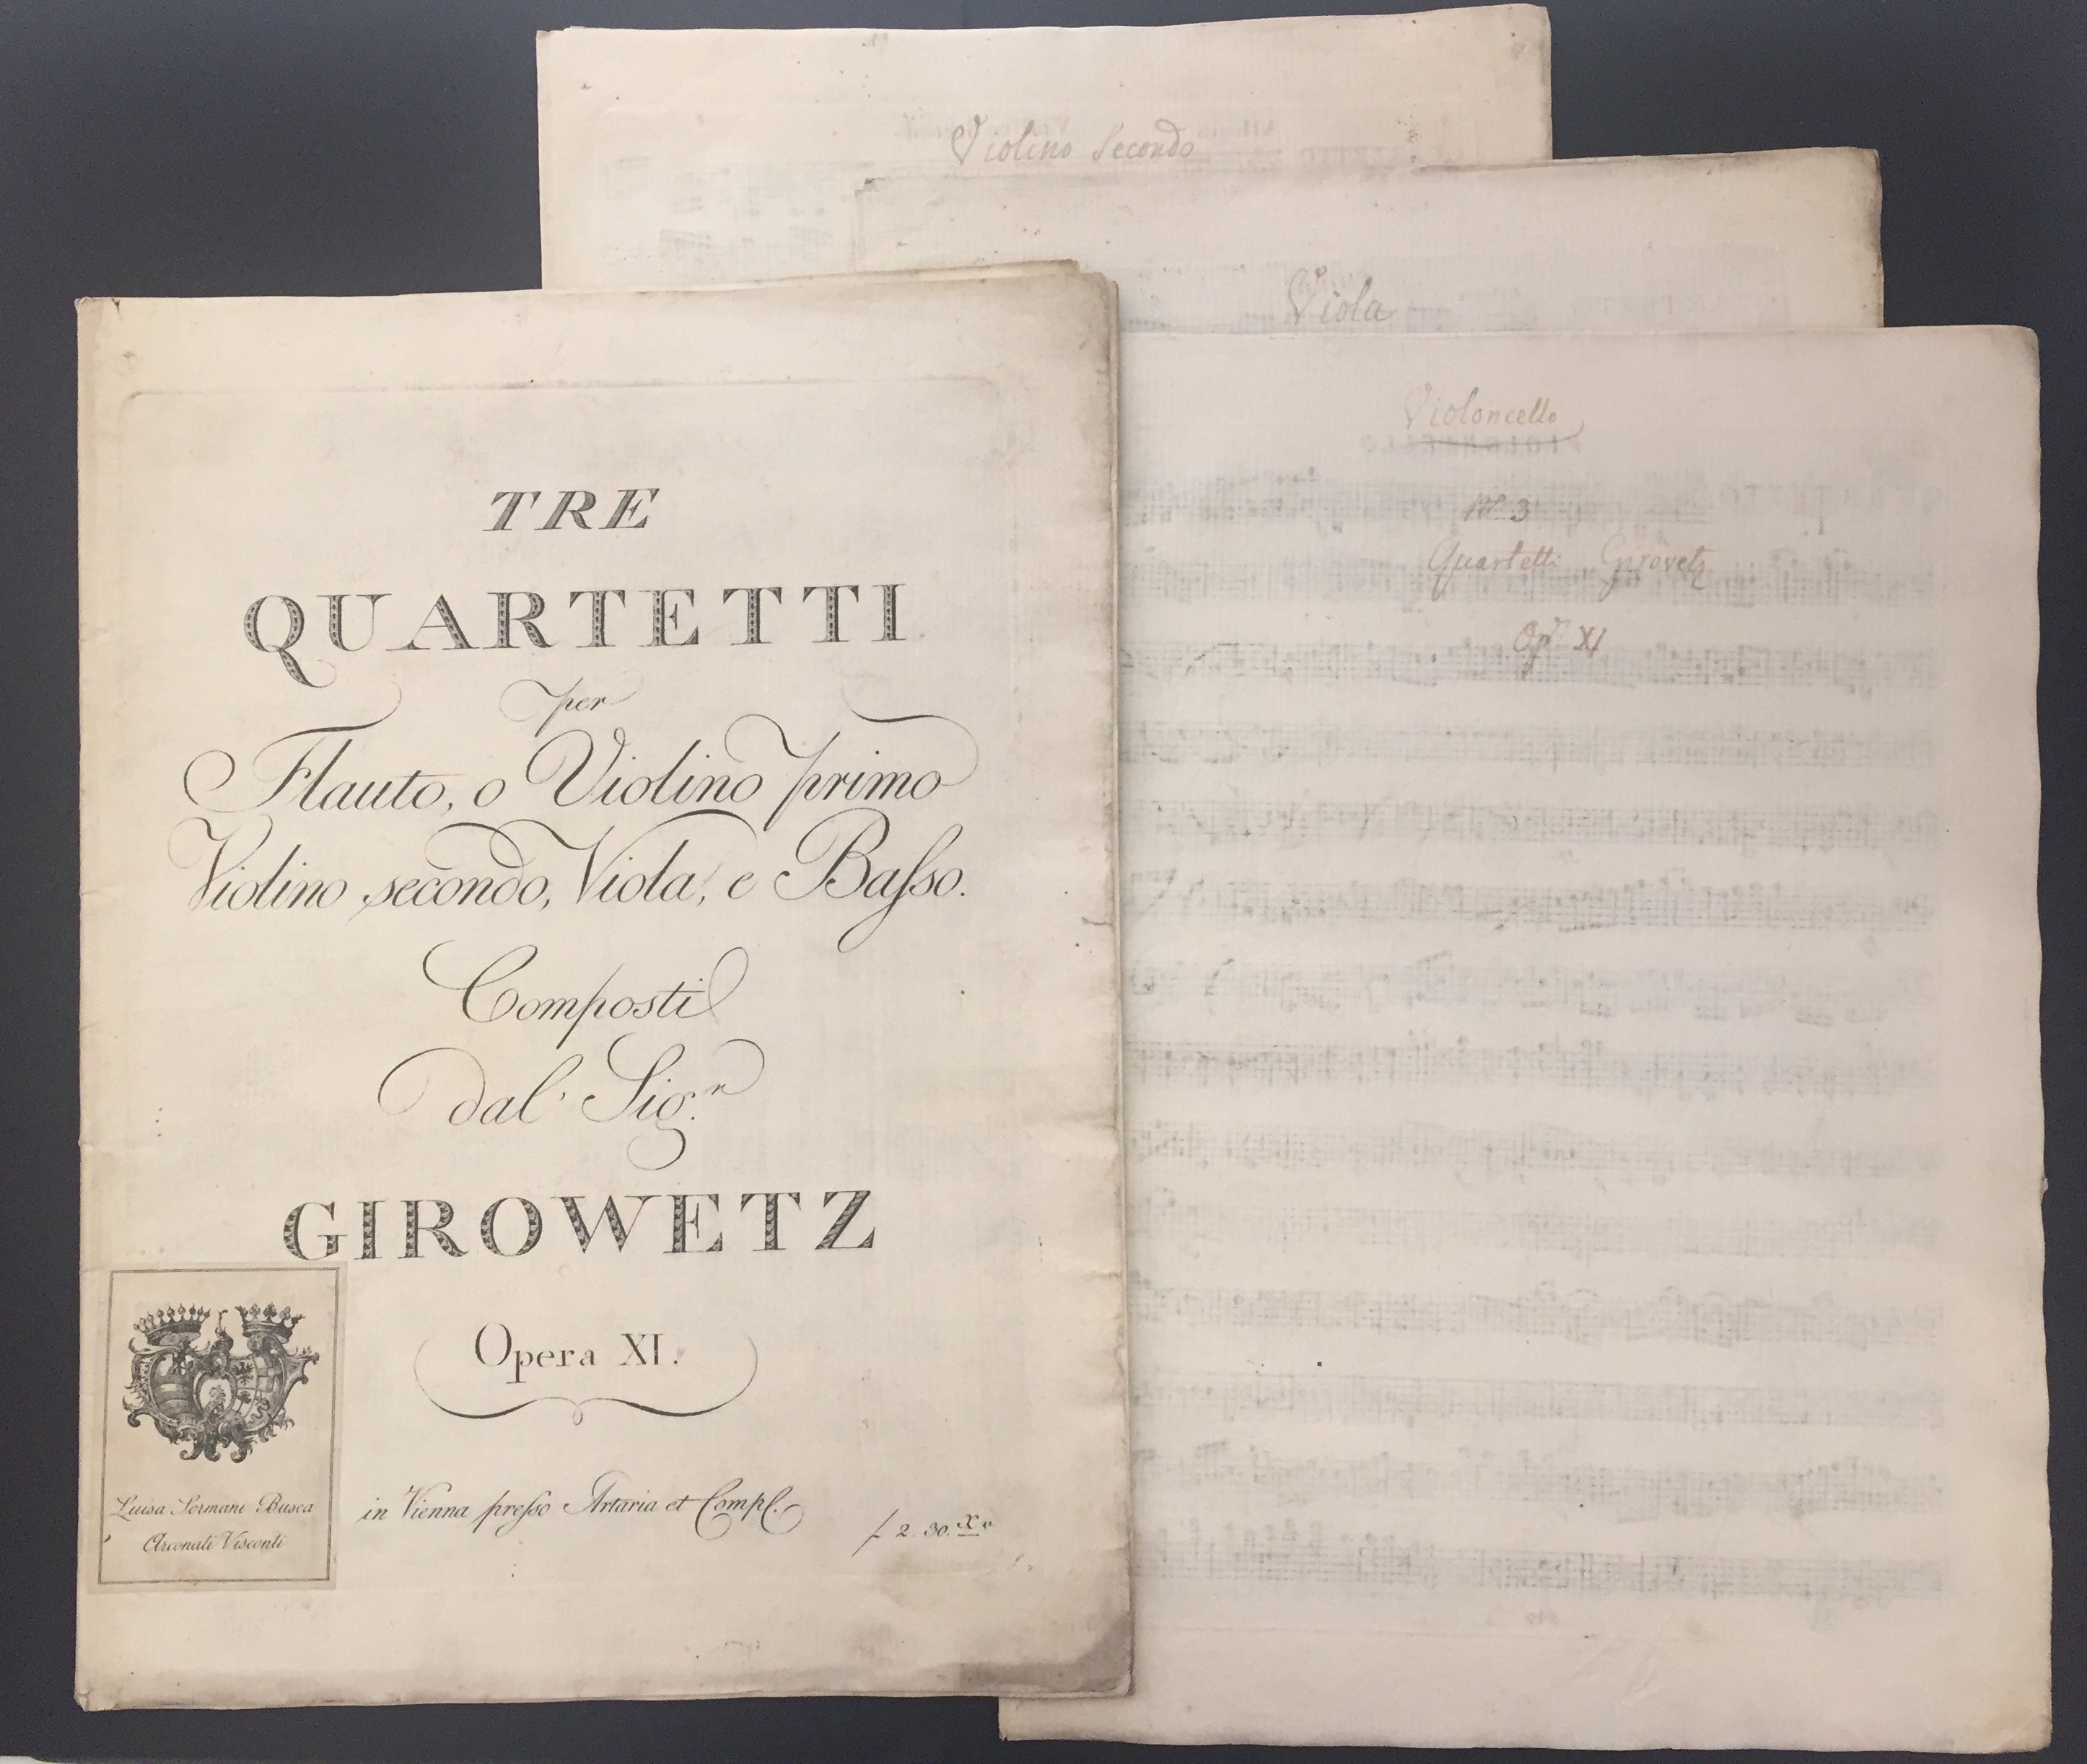 Violino Secondo
Viola
Violoncello
No 3
Quartetti Girovetz
Opª XI
TRE
QUARTETTI
per
Flauto, o Violino primo
Violino secondo, Viola, e Baſso.
Composti
dal Sig.r
GIROWETZ
Opera XI.
in Vienna preſso Artaria et Comp.
f 2. 30. Xr
Luisa Sormani Busca
Arconati Visconti